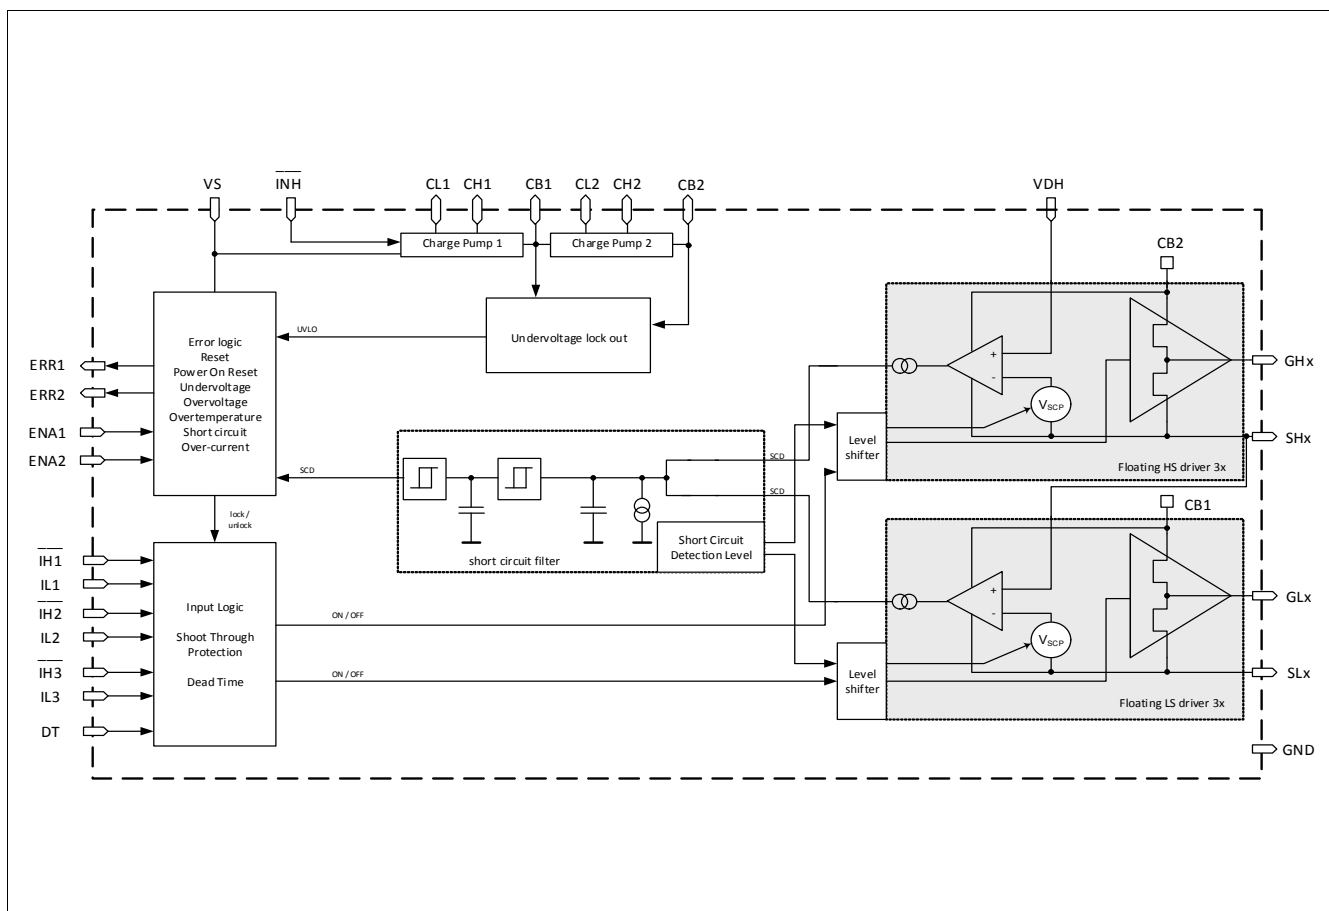 VS
INH
CL1
CH1
CB1
CL2
CH2
CB2
VDH
Charge Pump 1
Charge Pump 2
CB2
UVLO
Undervoltage lock out
Error logic
Reset
Power On Reset
Undervoltage
Overvoltage
Overtemperature
Short circuit
Over-current
ERR1
ERR2
ENA1
ENA2
+
-
VSCP
GHx
SHx
Level
shifter
Floating HS driver 3x
SCD
SCD
SCD
lock /
unlock
short circuit filter
Short Circuit
Detection Level
CB1
IH1
IL1
IH2
IL2
IH3
IL3
DT
Input Logic
Shoot Through
Protection
Dead Time
ON / OFF
ON / OFF
+
-
VSCP
GLx
SLx
Level
shifter
Floating LS driver 3x
GND